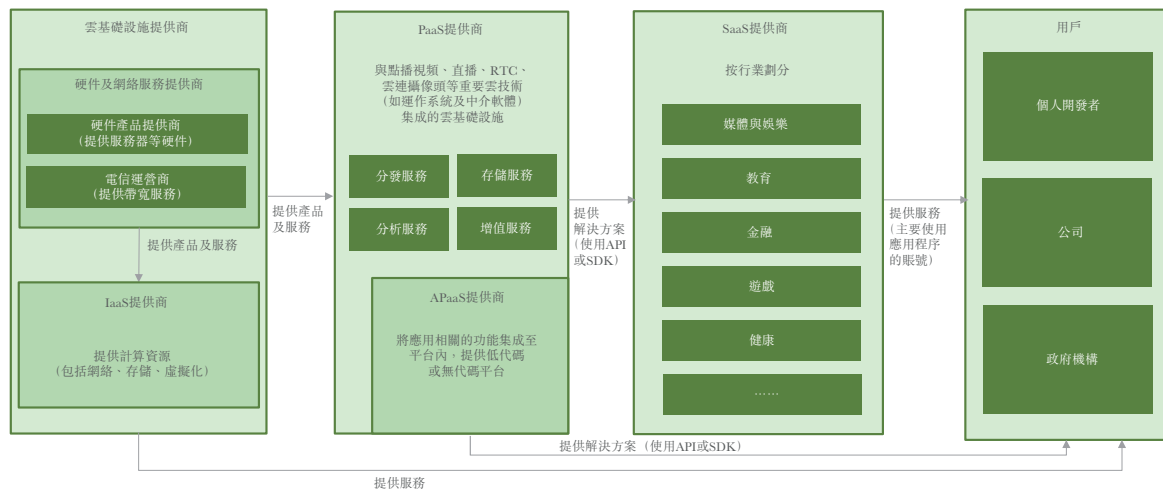 雲基礎設施提供商
硬件及網絡服務提供商
硬件產品提供商
(提供服務器等硬件)
電信運營商
(提供帶寬服務)
提供產品及服務
IaaS提供商
提供計算資源
(包括網絡、存儲、虛擬化)
提供產品
及服務
PaaS提供商
與點播視頻、直播、RTC、
雲連攝像頭等重要雲技術
(如運作系統及中介軟體)
集成的雲基礎設施
分發服務
存儲服務
分析服務
增值服務
APaaS提供商
將應用相關的功能集成至
平台內，提供低代碼
或無代碼平台
提供
解決方案
(使用API
或SDK)
SaaS提供商
按行業劃分
媒體與娛樂
教育
金融
遊戲
健康
……
提供服務
(主要使用
應用程序
的賬號)
用戶
個人開發者
公司
政府機構
提供解決方案（使用API或SDK）
提供服務